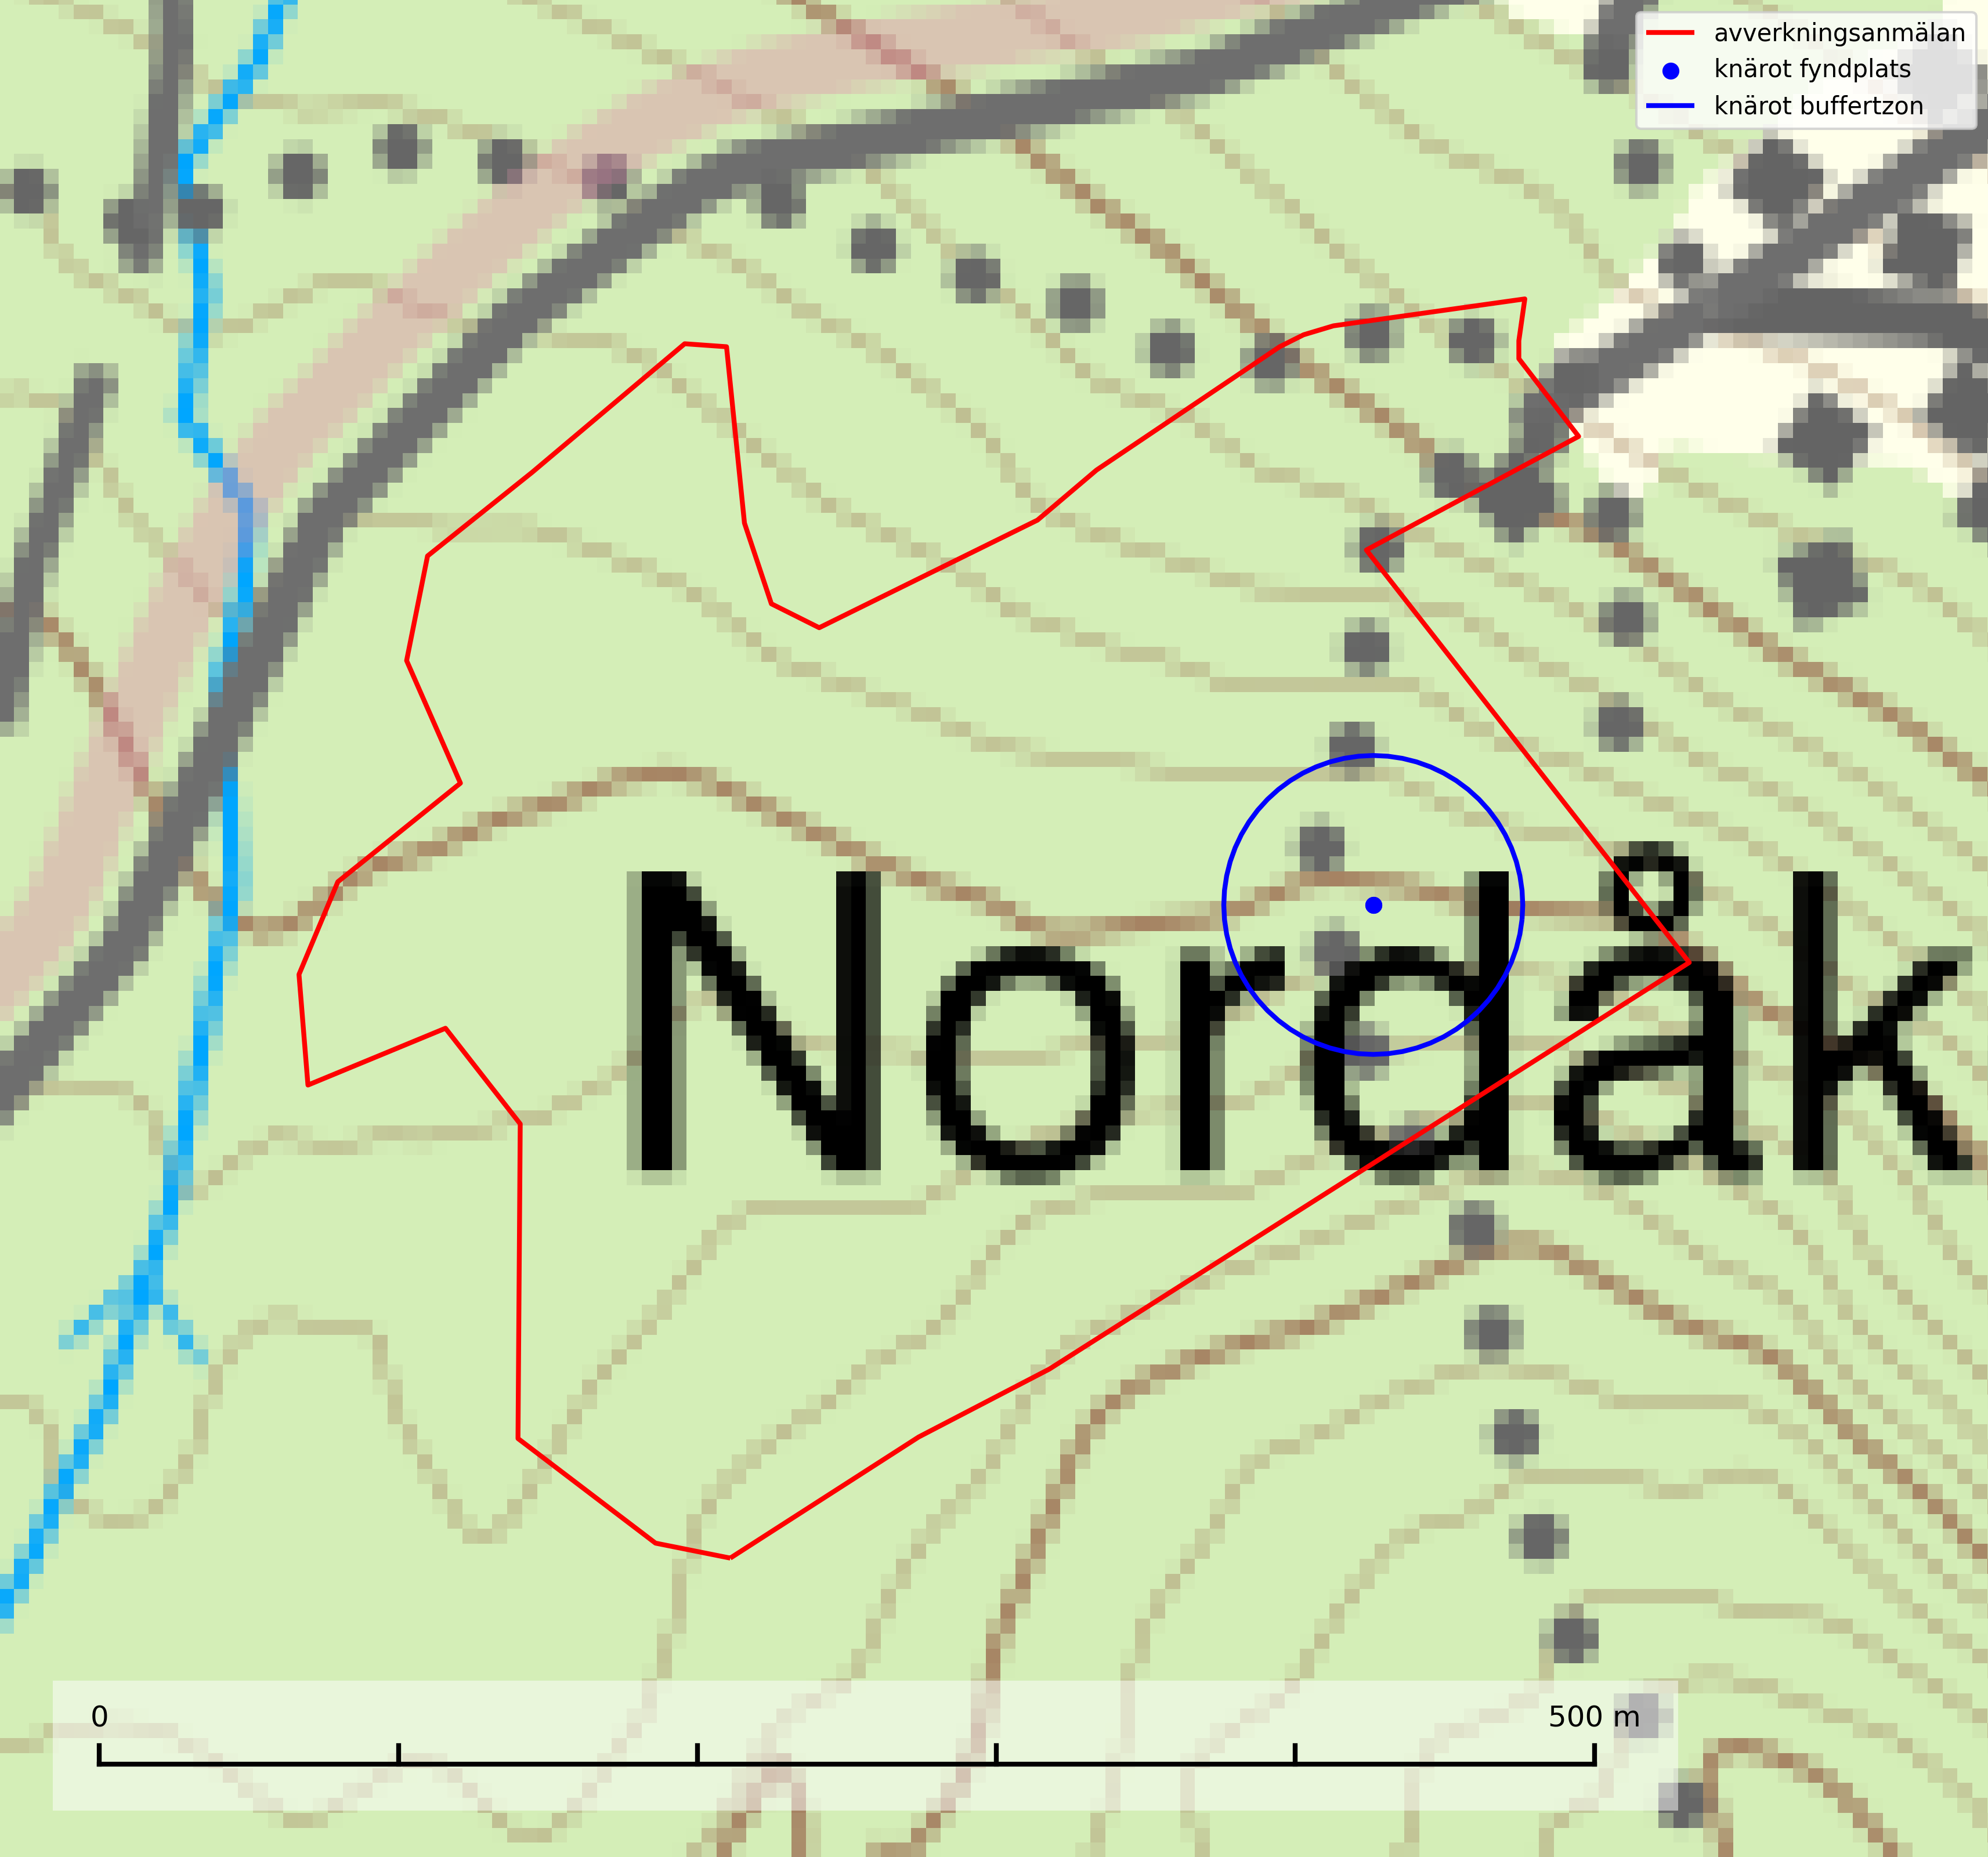 avverkningsanmälan
knärot fyndplats
knärot buffertzon
Nordåk
0 500 m